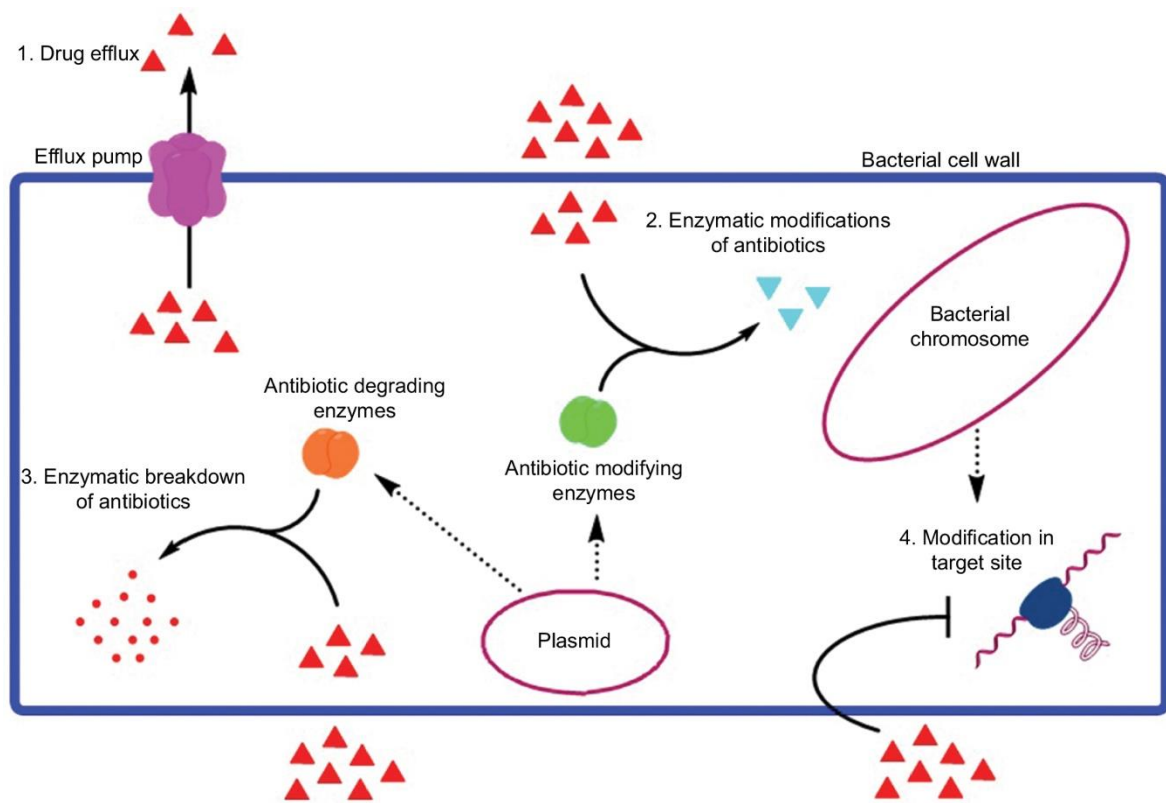 1. Drug efflux
Efflux pump
Bacterial cell wall
2. Enzymatic modifications
of antibiotics
Bacterial
chromosome
Antibiotic degrading
enzymes
3. Enzymatic breakdown
of antibiotics
Antibiotic modifying
enzymes
4. Modification in
target site
Plasmid